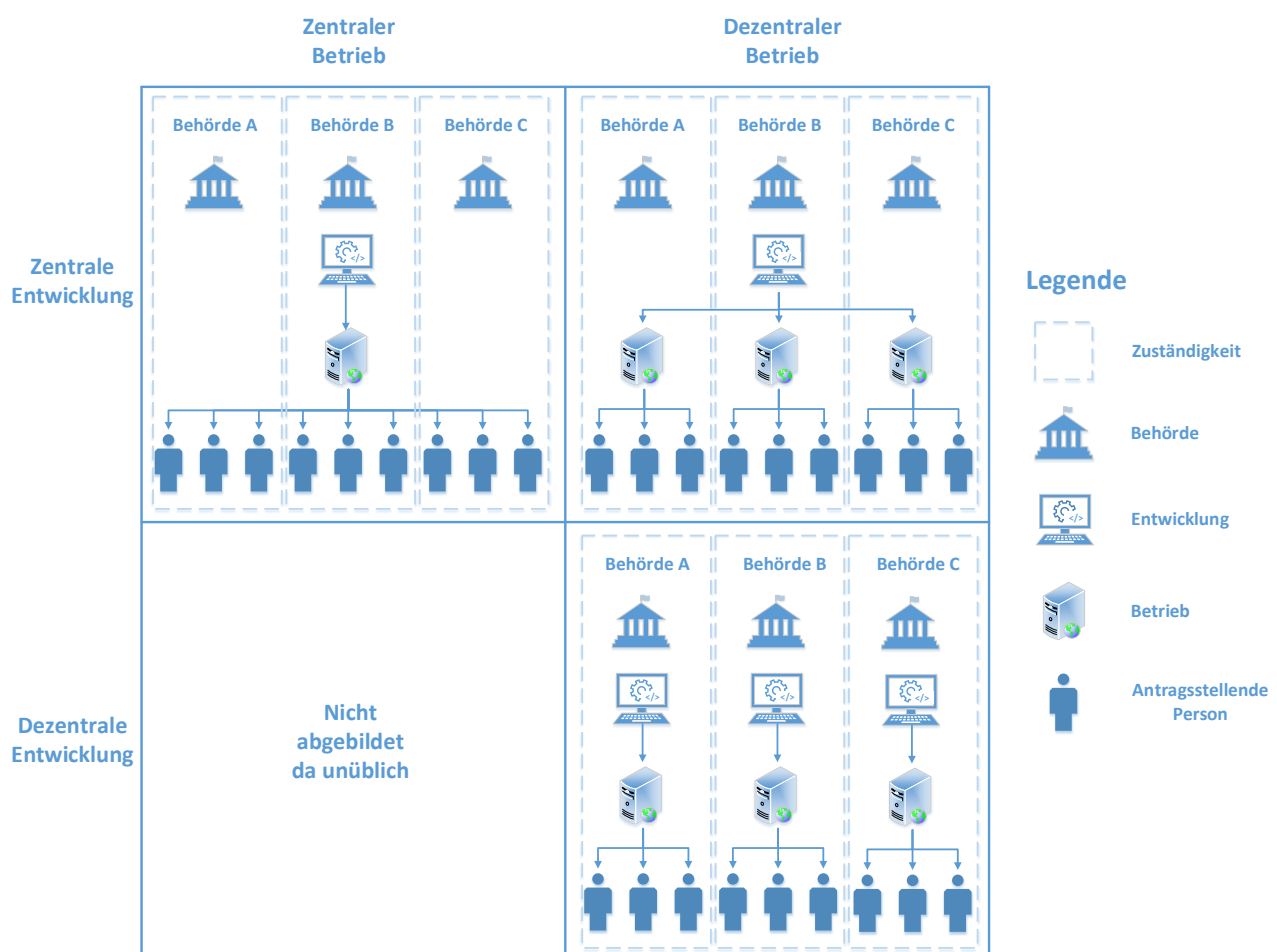 Zentraler
Betrieb
Dezentraler
Betrieb
Zentrale
Entwicklung
Behörde A
Behörde B
Behörde C
Behörde A
Behörde B
Behörde C
Dezentrale
Entwicklung
Nicht
abgebildet
da unüblich
Behörde A
Behörde B
Behörde C
Legende
Zuständigkeit
Behörde
Entwicklung
Betrieb
Antragsstellende
Person